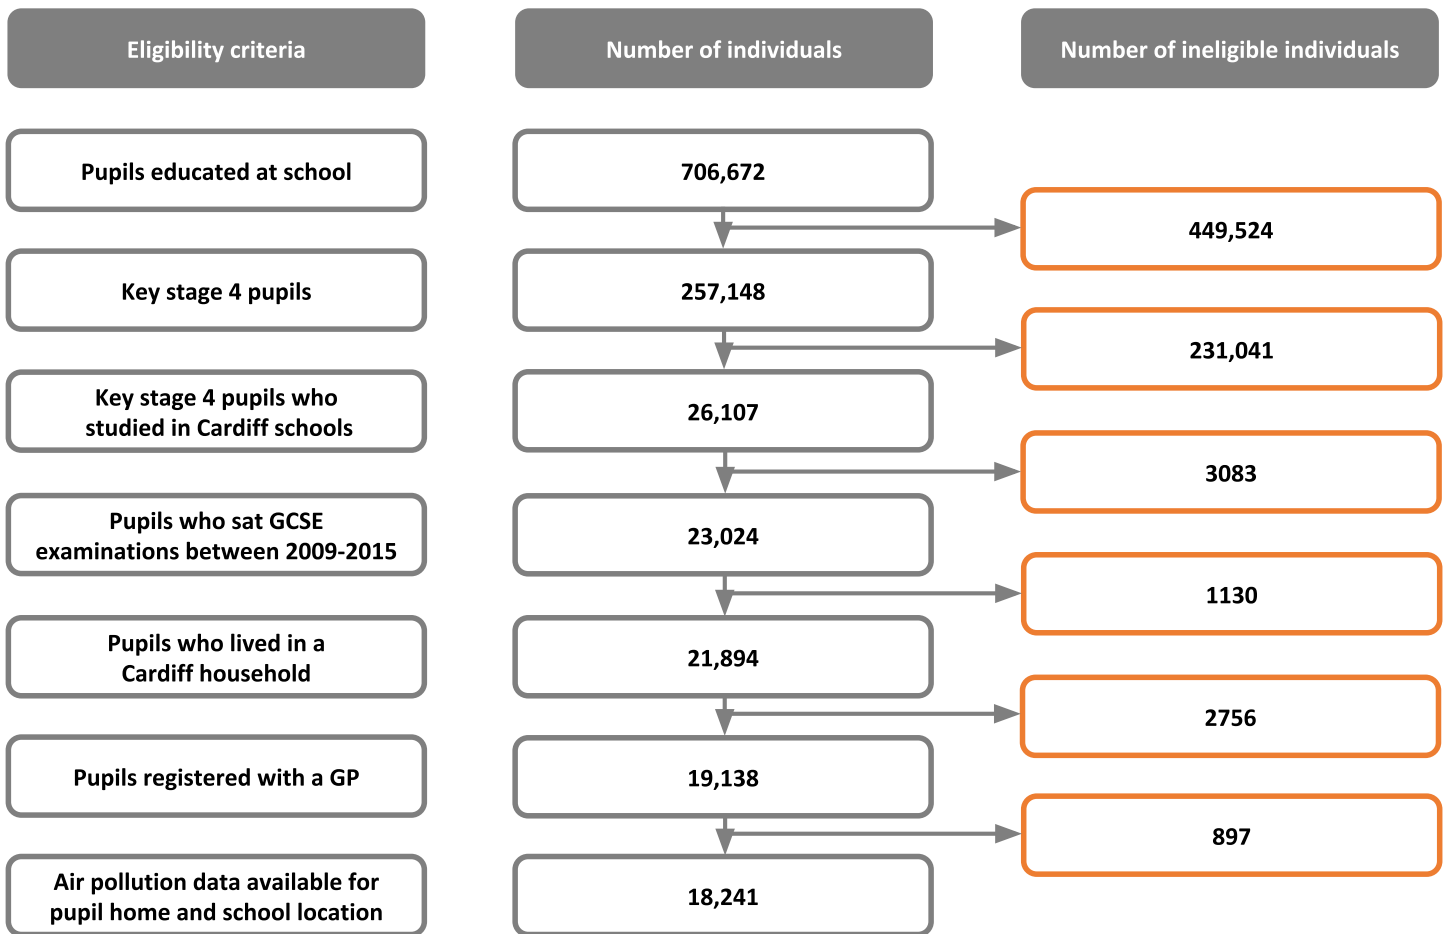 Eligibility criteria
Number of individuals
Number of ineligible individuals
Pupils educated at school
706,672
449,524
Key stage 4 pupils
257,148
231,041
Key stage 4 pupils who
studied in Cardiff schools
26,107
3083
Pupils who sat GCSE
examinations between 2009-2015
23,024
1130
Pupils who lived in a
Cardiff household
21,894
2756
Pupils registered with a GP
19,138
897
Air pollution data available for
pupil home and school location
18,241